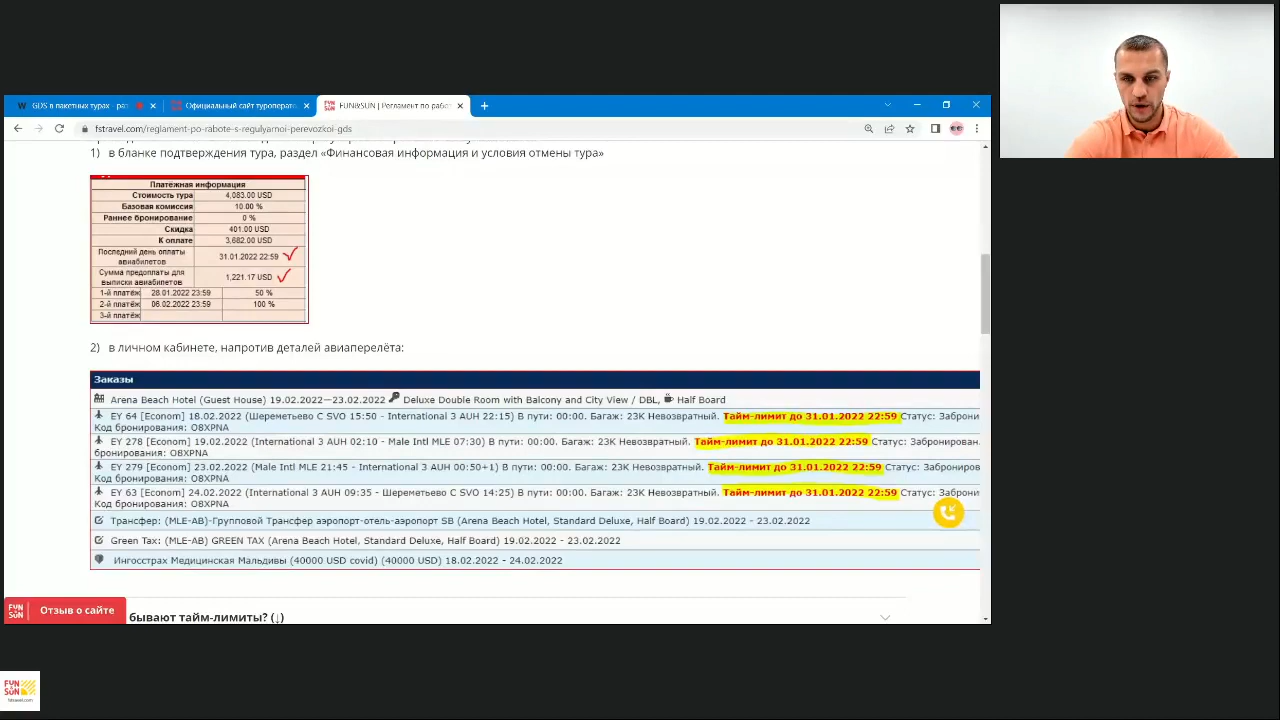 GDS в пакетных турах - раз
Официальный сайт туроперато
FUN&SUN | Регламент по рабо
fstravel.com/reglament-po-rabote-s-regulyarnoi-perevozkoi-gds
1) в бланке подтверждения тура, раздел «Финансовая информация и условия отмены тура»
Платёжная информация
Стоимость тура 4,083.00 USD
Базовая комиссия 10.00 %
Раннее бронирование 0 %
Скидка 401.00 USD
К оплате 3,682.00 USD
Последний день оплаты
авиабилетов 31.01.2022 22:59
Сумма предоплаты для
выписки авиабилетов 1,221.17 USD
1-й платёж 28.01.2022 23:59 50 %
2-й платёж 06.02.2022 23:59 100 %
3-й платёж
2) в личном кабинете, напротив деталей авиаперелёта:
Заказы
Arena Beach Hotel (Guest House) 19.02.2022—23.02.2022 Deluxe Double Room with Balcony and City View / DBL, Half Board
EY 64 [Econom] 18.02.2022 (Шереметьево C SVO 15:50 - International 3 AUH 22:15) В пути: 00:00. Багаж: 23K Невозвратный. Тайм-лимит до 31.01.2022 22:59 Статус: Заброни
Код бронирования: O8XPNA
EY 278 [Econom] 19.02.2022 (International 3 AUH 02:10 - Male Intl MLE 07:30) В пути: 00:00. Багаж: 23K Невозвратный. Тайм-лимит до 31.01.2022 22:59 Статус: Забронирован.
бронирования: O8XPNA
EY 279 [Econom] 23.02.2022 (Male Intl MLE 21:45 - International 3 AUH 00:50+1) В пути: 00:00. Багаж: 23K Невозвратный. Тайм-лимит до 31.01.2022 22:59 Статус: Заброниров
Код бронирования: O8XPNA
EY 63 [Econom] 24.02.2022 (International 3 AUH 09:35 - Шереметьево C SVO 14:25) В пути: 00:00. Багаж: 23K Невозвратный. Тайм-лимит до 31.01.2022 22:59 Статус: Заброни
Код бронирования: O8XPNA
Трансфер: (MLE-AB)-Групповой Трансфер аэропорт-отель-аэропорт SB (Arena Beach Hotel, Standard Deluxe, Half Board) 19.02.2022 - 23.02.2022
Green Tax: (MLE-AB) GREEN TAX (Arena Beach Hotel, Standard Deluxe, Half Board) 19.02.2022 - 23.02.2022
Ингосстрах Медицинская Мальдивы (40000 USD covid) (40000 USD) 18.02.2022 - 24.02.2022
FUN&SUN Отзыв о сайте
бывают тайм-лимиты? (↓)
FUN&SUN
fstravel.com